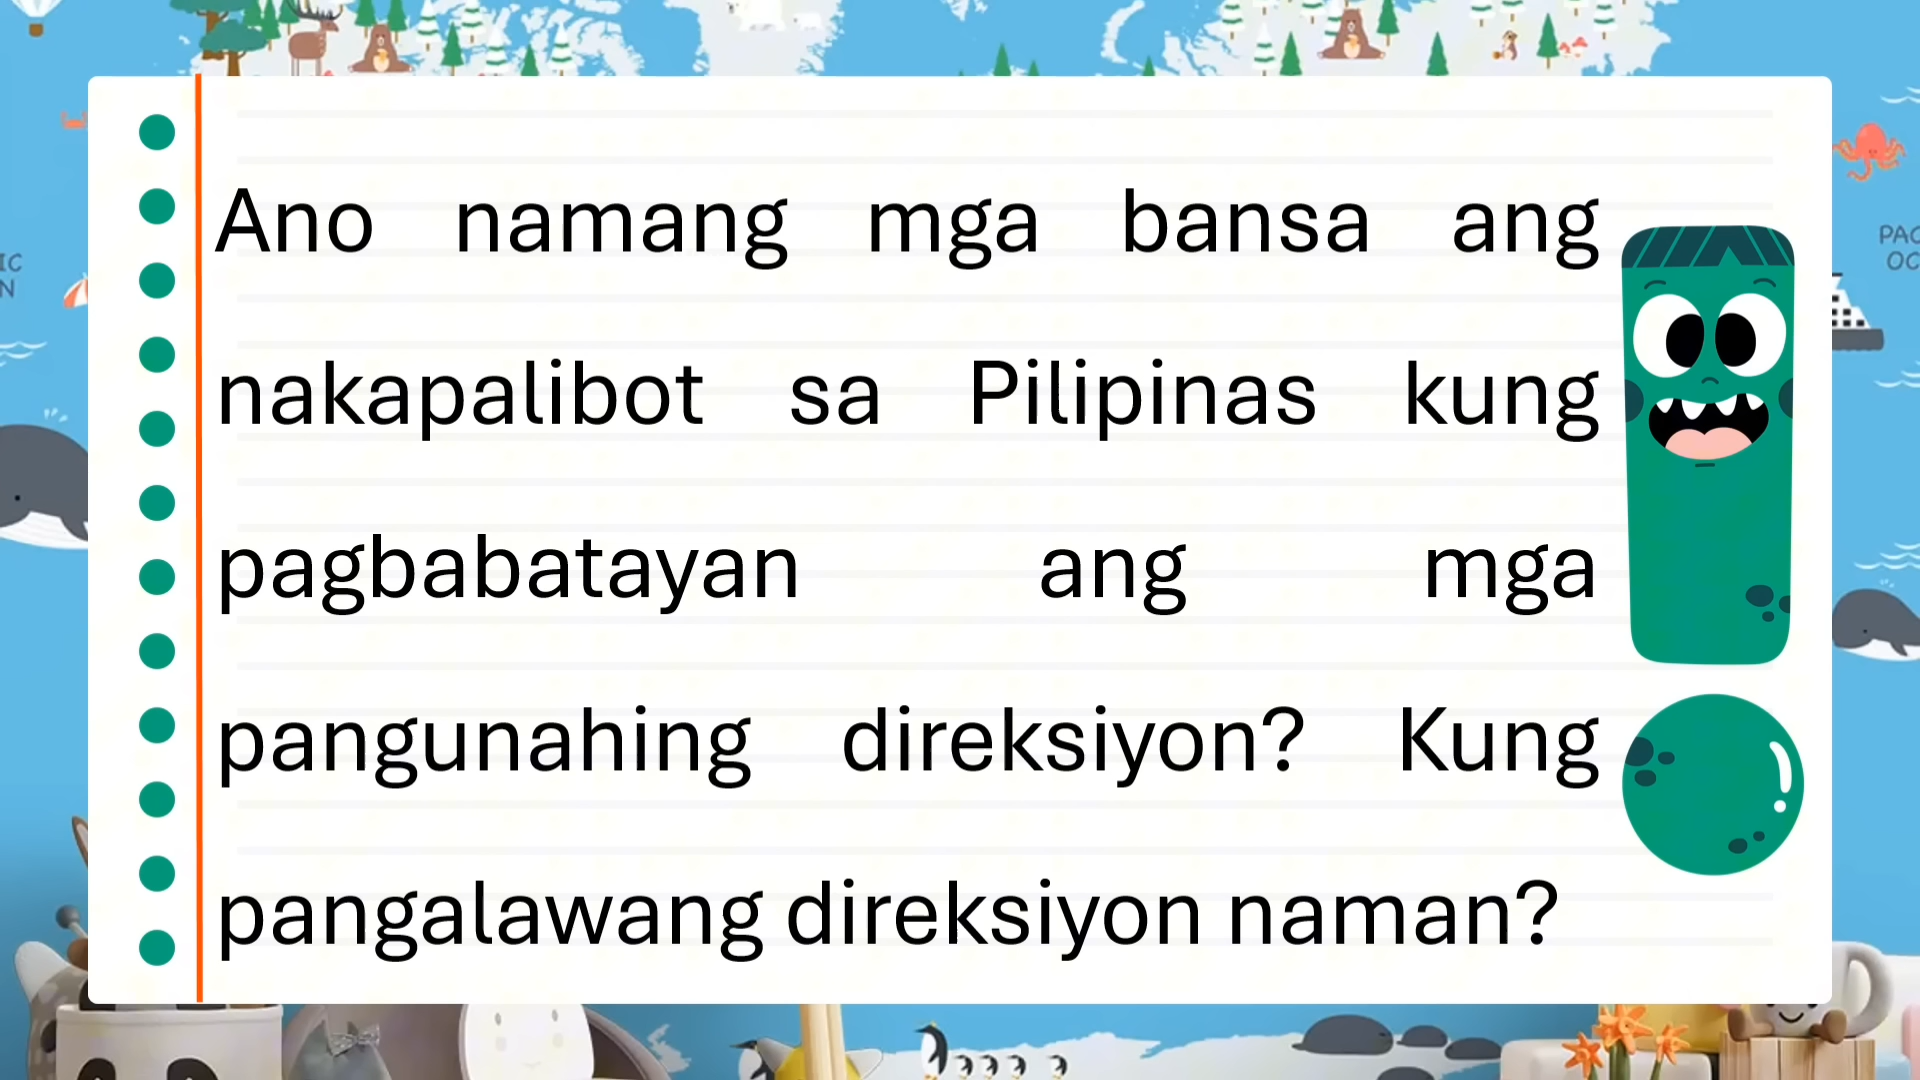 Ano namang mga bansa ang
nakapalibot sa Pilipinas kung
pagbabatayan ang mga
pangunahing direksiyon? Kung
pangalawang direksiyon naman?